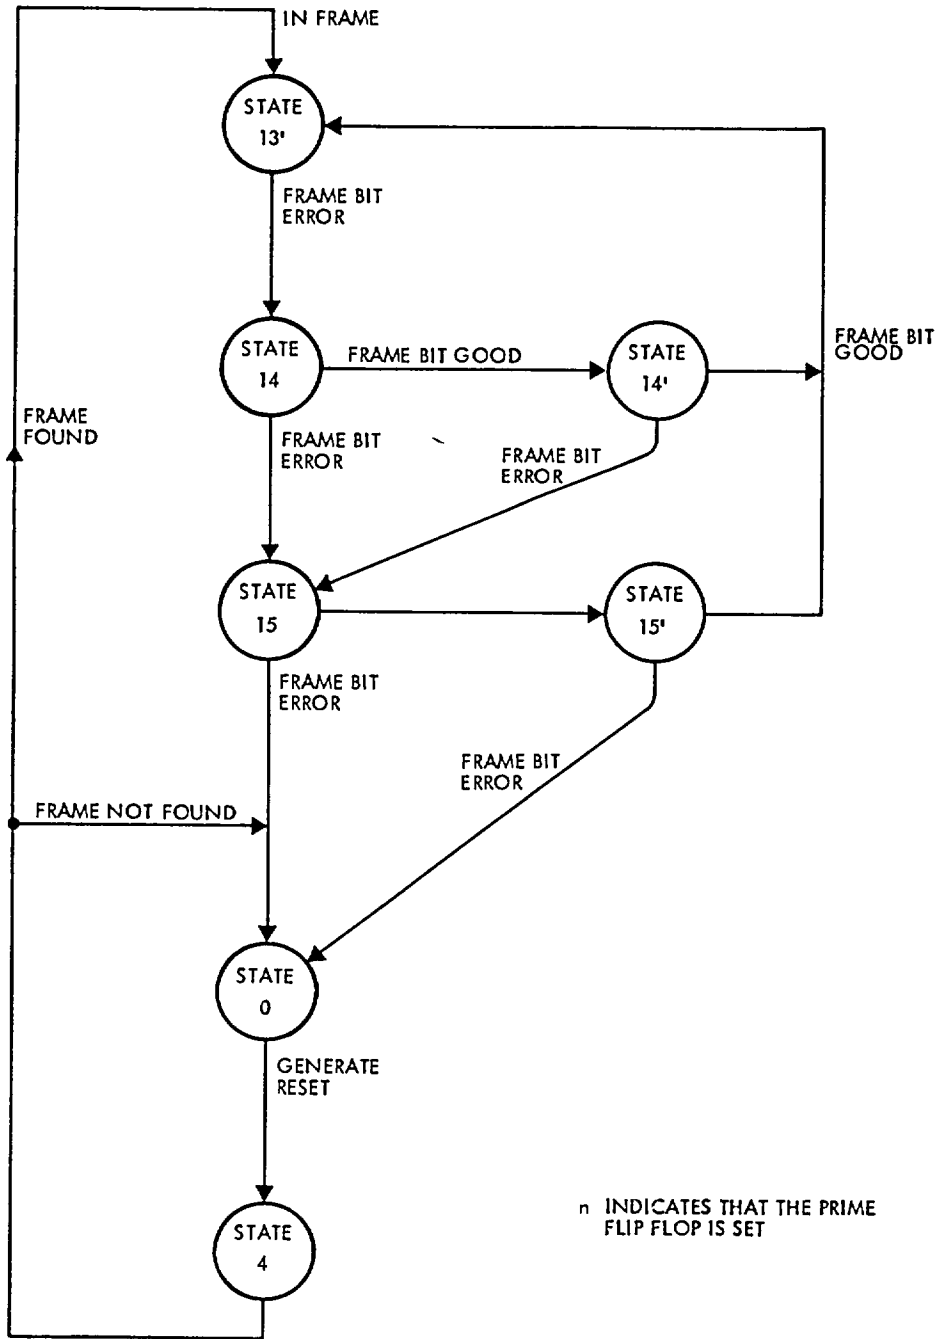 IN FRAME
STATE
13'
FRAME BIT
ERROR
STATE
14
FRAME BIT GOOD
STATE
14'
FRAME BIT
GOOD
FRAME
FOUND
FRAME BIT
ERROR
FRAME BIT
ERROR
STATE
15
STATE
15'
FRAME BIT
ERROR
FRAME BIT
ERROR
FRAME NOT FOUND
STATE
0
GENERATE
RESET
n INDICATES THAT THE PRIME
FLIP FLOP IS SET
STATE
4